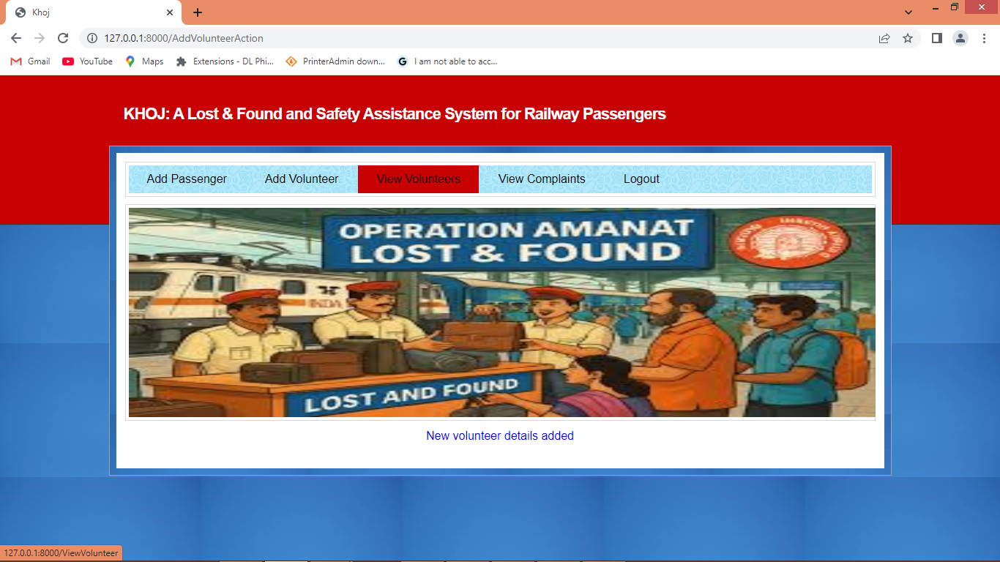 Khoj
127.0.0.1:8000/AddVolunteerAction
Gmail YouTube Maps Extensions - DL Phi... PrinterAdmin down... I am not able to acc...
KHOJ: A Lost & Found and Safety Assistance System for Railway Passengers
Add Passenger Add Volunteer View Volunteers View Complaints Logout
OPERATION AMANAT
LOST & FOUND
LOST AND FOUND
New volunteer details added
127.0.0.1:8000/ViewVolunteer